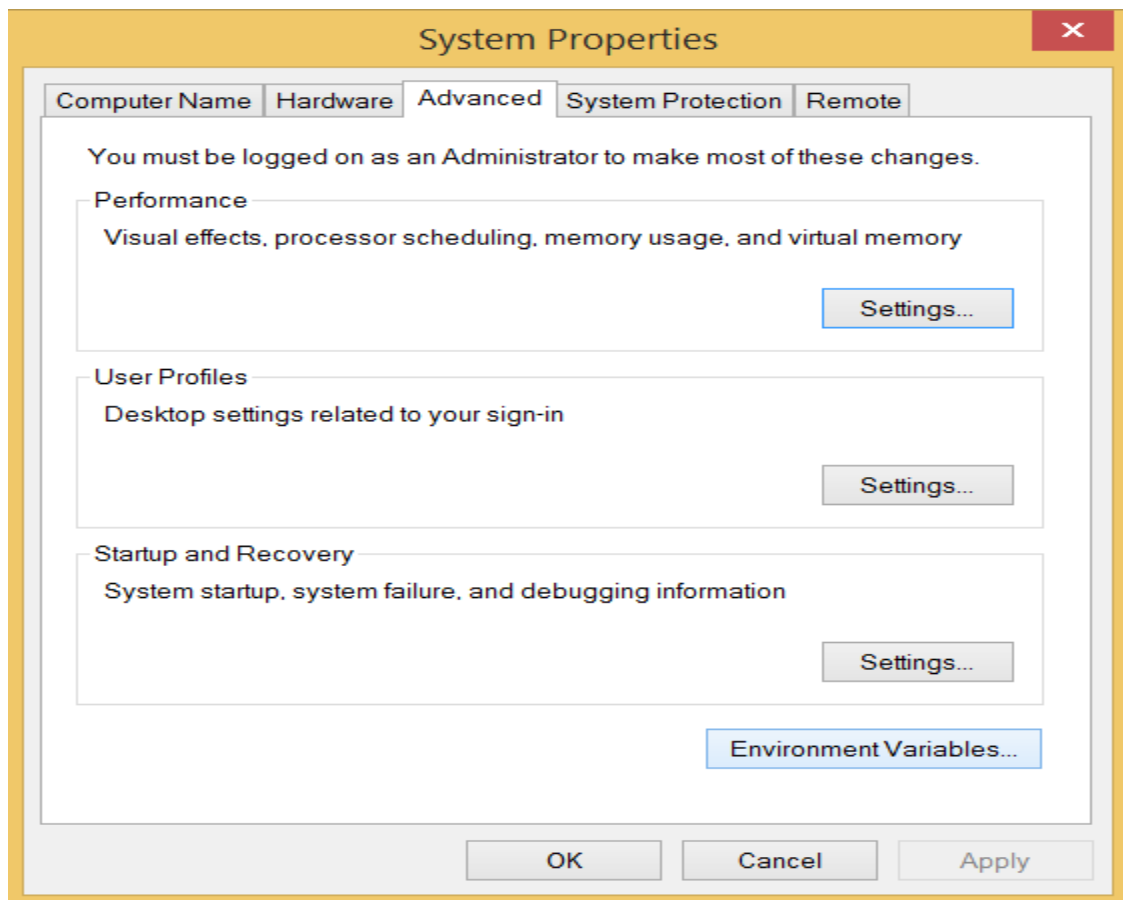 System Properties
Computer Name Hardware Advanced System Protection Remote
You must be logged on as an Administrator to make most of these changes.
Performance
Visual effects, processor scheduling, memory usage, and virtual memory
Settings...
User Profiles
Desktop settings related to your sign-in
Settings...
Startup and Recovery
System startup, system failure, and debugging information
Settings...
Environment Variables...
OK Cancel Apply